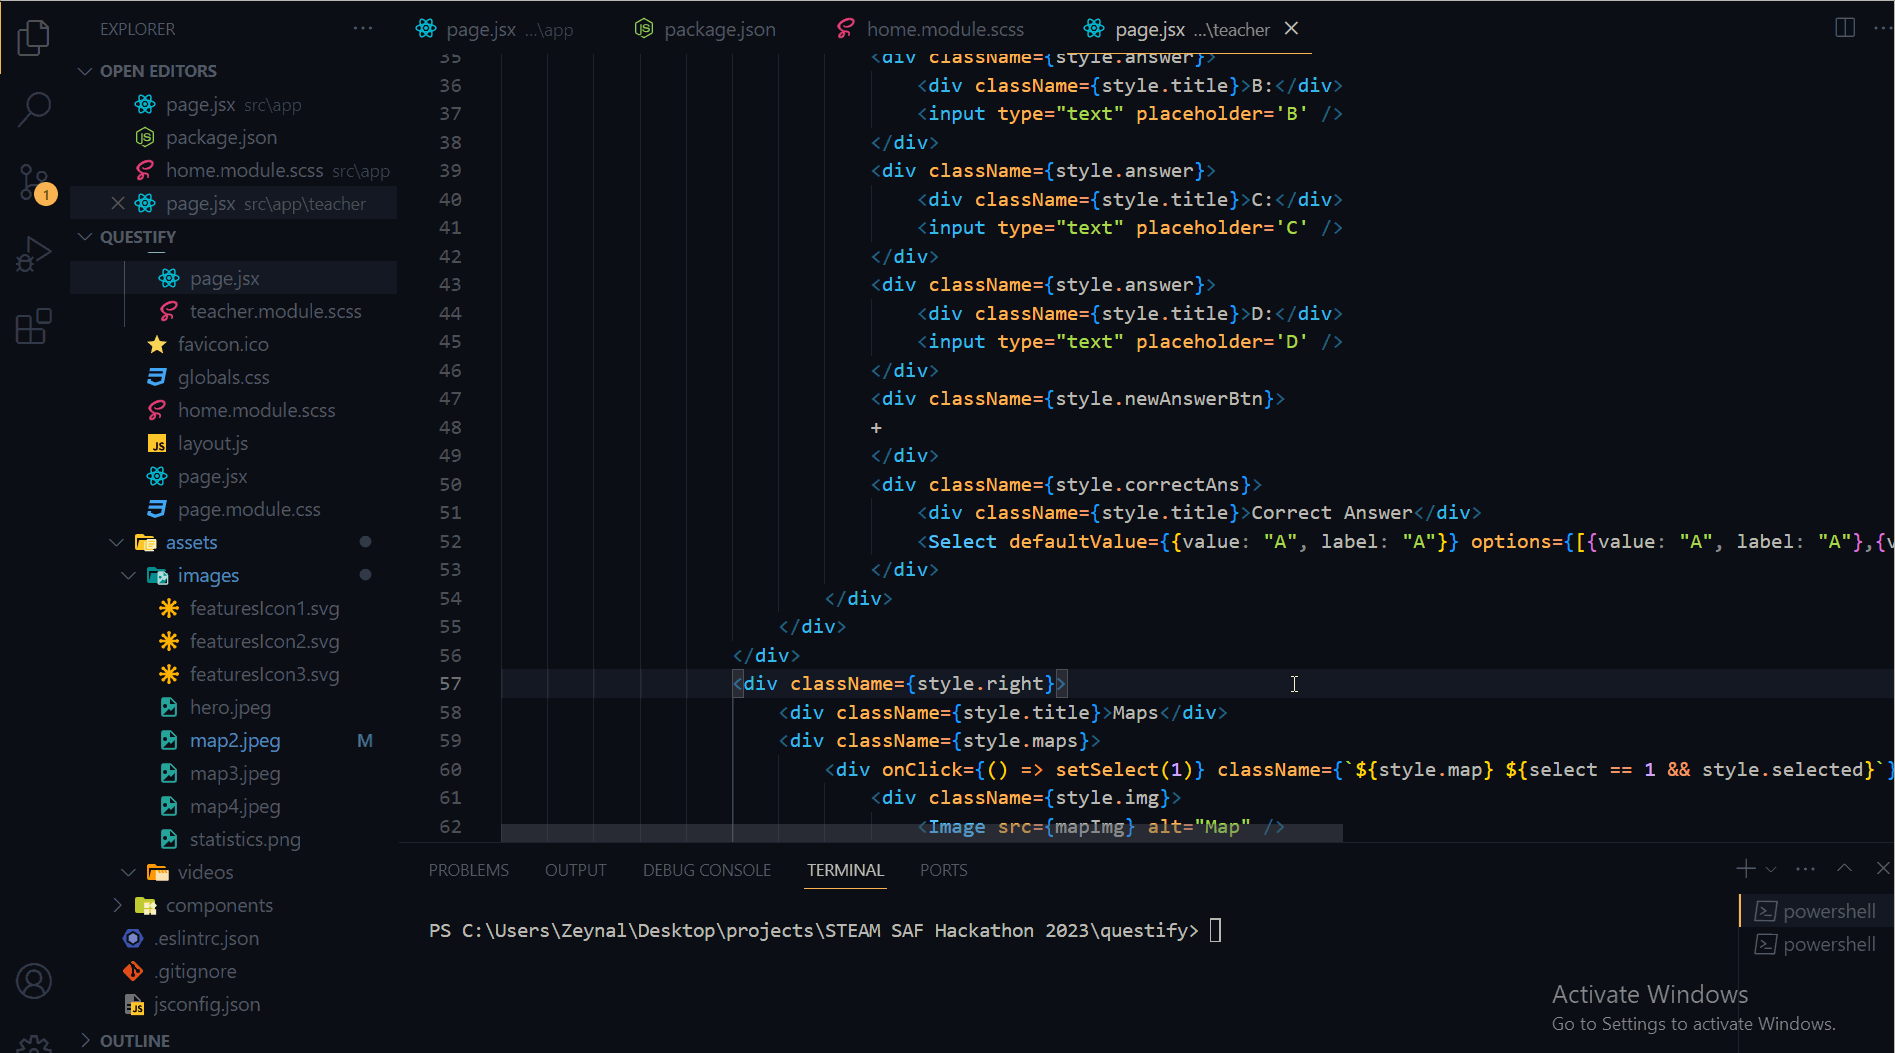 EXPLORER
OPEN EDITORS
page.jsx src\app
package.json
home.module.scss src\app
page.jsx src\app\teacher
1
QUESTIFY
page.jsx
teacher.module.scss
favicon.ico
globals.css
home.module.scss
JS layout.js
page.jsx
page.module.css
assets
images
featuresIcon1.svg
featuresIcon2.svg
featuresIcon3.svg
hero.jpeg
map2.jpeg M
map3.jpeg
map4.jpeg
statistics.png
videos
components
.eslintrc.json
.gitignore
jsconfig.json
OUTLINE
page.jsx ...\app
package.json
home.module.scss
page.jsx ...\teacher
35 <div className={style.answer}>
36 <div className={style.title}>B:</div>
37 <input type="text" placeholder='B' />
38 </div>
39 <div className={style.answer}>
40 <div className={style.title}>C:</div>
41 <input type="text" placeholder='C' />
42 </div>
43 <div className={style.answer}>
44 <div className={style.title}>D:</div>
45 <input type="text" placeholder='D' />
46 </div>
47 <div className={style.newAnswerBtn}>
48 +
49 </div>
50 <div className={style.correctAns}>
51 <div className={style.title}>Correct Answer</div>
52 <Select defaultValue={{value: "A", label: "A"}} options={[{value: "A", label: "A"},{v
53 </div>
54 </div>
55 </div>
56 </div>
57 <div className={style.right}>
58 <div className={style.title}>Maps</div>
59 <div className={style.maps}>
60 <div onClick={() => setSelect(1)} className={`${style.map} ${select == 1 && style.selected}`}
61 <div className={style.img}>
62 <Image src={mapImg} alt="Map" />
PROBLEMS OUTPUT DEBUG CONSOLE TERMINAL PORTS
PS C:\Users\Zeynal\Desktop\projects\STEAM SAF Hackathon 2023\questify>
powershell
powershell
Activate Windows
Go to Settings to activate Windows.